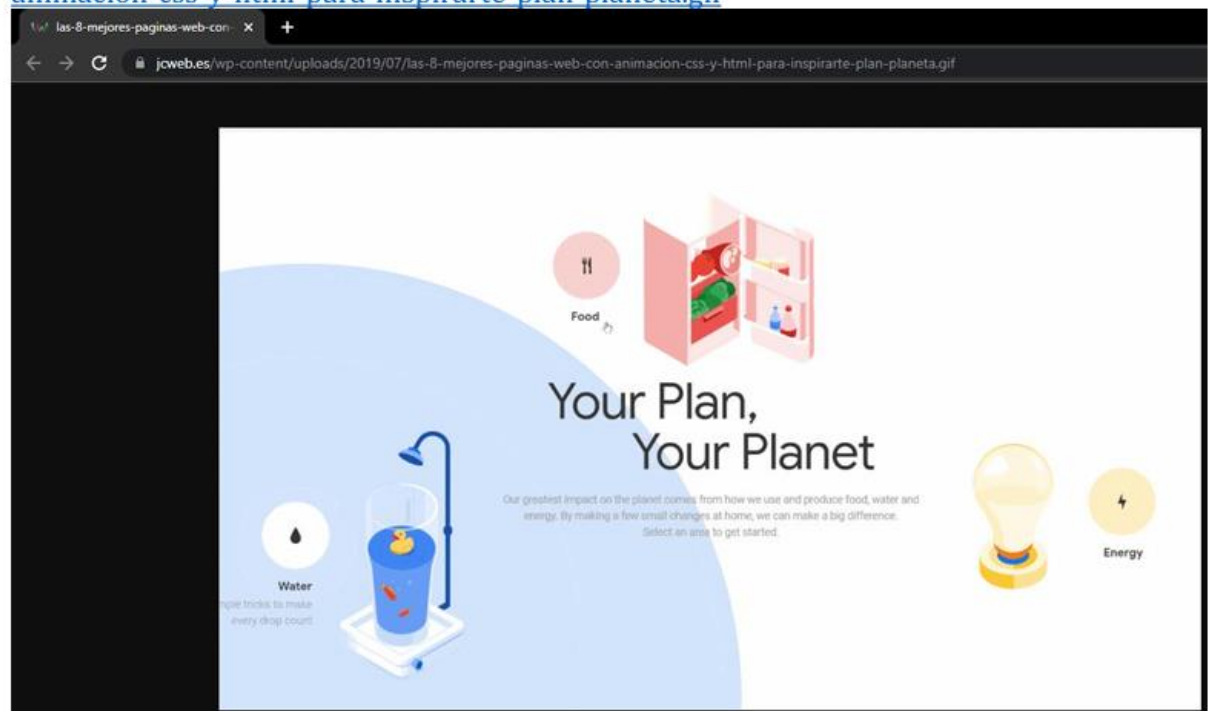 animacion-css-y-html-para-inspirarte-plan-planeta.gif
las-8-mejores-paginas-web-con-
jcweb.es/wp-content/uploads/2019/07/las-8-mejores-paginas-web-con-animacion-css-y-html-para-inspirarte-plan-planeta.gif
Food
Your Plan,
Your Planet
Our greatest impact on the planet comes from how we use and produce food, water and
energy. By making a few small changes at home, we can make a big difference.
Select an area to get started.
Energy
Water
tricks to make
every drop count